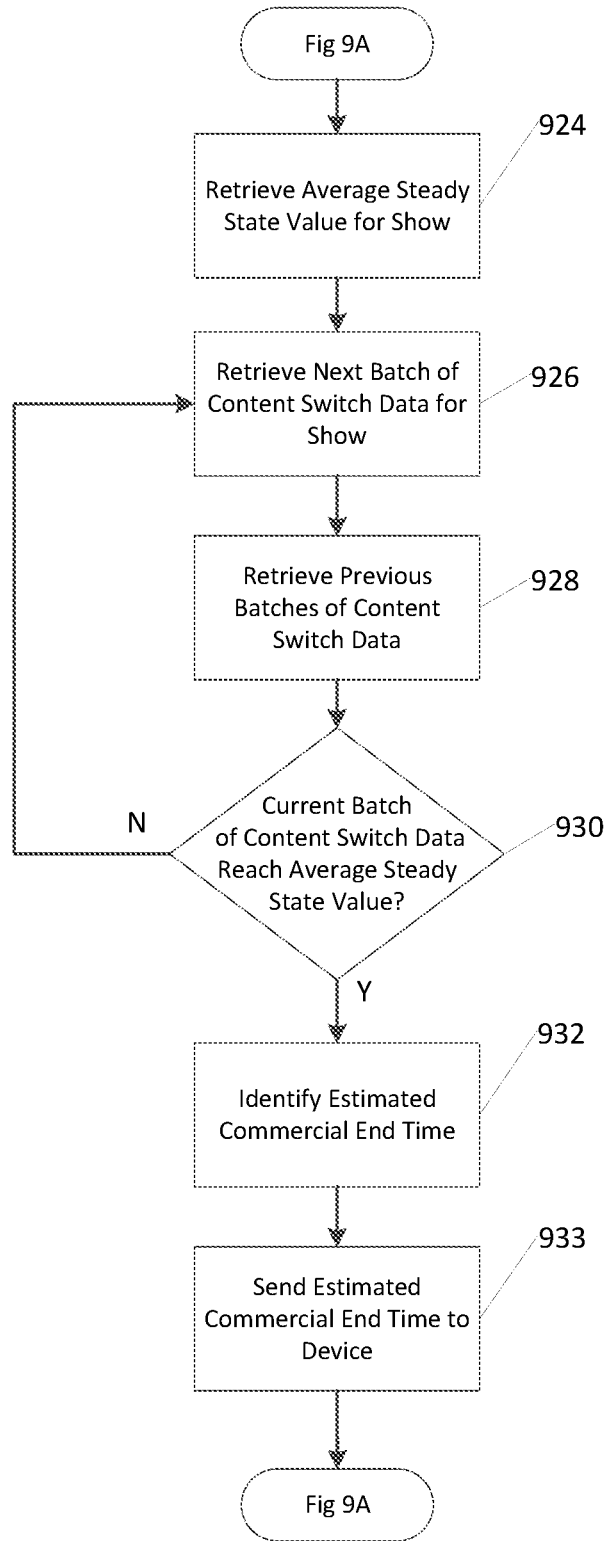 Fig 9A
924
Retrieve Average Steady
State Value for Show
926
Retrieve Next Batch of
Content Switch Data for
Show
928
Retrieve Previous
Batches of Content
Switch Data
930
N
Current Batch
of Content Switch Data
Reach Average Steady
State Value?
Y
932
Identify Estimated
Commercial End Time
933
Send Estimated
Commercial End Time to
Device
Fig 9A